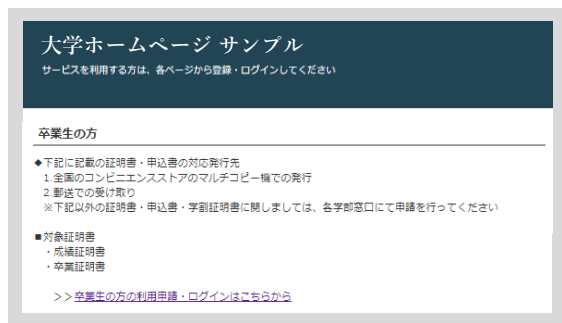 大学ホームページ サンプル
サービスを利用する方は、各ページから登録・ログインしてください
卒業生の方
◆下記に記載の証明書・申込書の対応発行先
1.全国のコンビニエンスストアのマルチコピー機での発行
2.郵送での受け取り
※下記以外の証明書・申込書・学割証明書に関しましては、各学部窓口にて申請を行ってください
■対象証明書
・成績証明書
・卒業証明書
>>卒業生の方の利用申請・ログインはこちらから